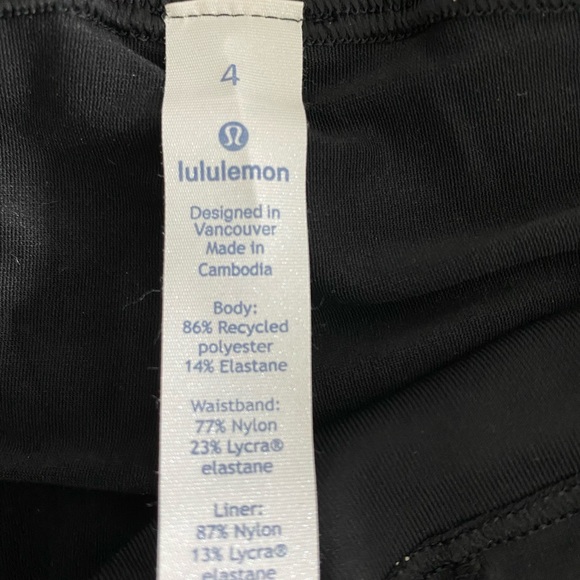 4
lululemon
Designed in
Vancouver
Made in
Cambodia
Body:
86% Recycled
polyester
14% Elastane
Waistband:
77% Nylon
23% Lycra®
elastane
Liner:
87% Nylon
13% Lycra®
elastane